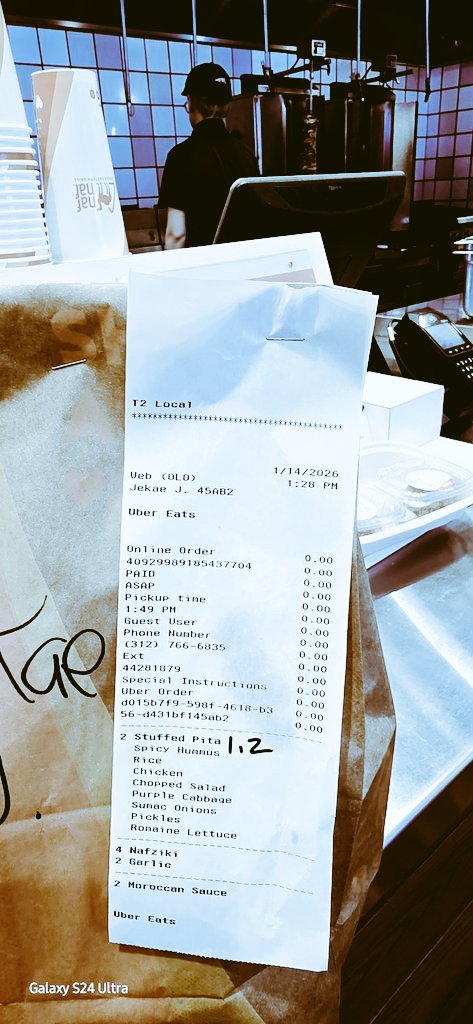 naf
naf
T2 Local
****************************************
Web (OLO) 1/14/2026
Jekae J. 45AB2 1:28 PM
Uber Eats
Online Order 0.00
40929989185437704 0.00
PAID 0.00
ASAP 0.00
Pickup time 0.00
1:49 PM 0.00
Guest User 0.00
Phone Number 0.00
(312) 766-6835 0.00
Ext 0.00
44281879 0.00
Special Instructions 0.00
Uber Order 0.00
d015b7f9-598f-4618-b3 0.00
56-d431bf145ab2 0.00
2 Stuffed Pita 1,2
Spicy Hummus
Rice
Chicken
Chopped Salad
Purple Cabbage
Sumac Onions
Pickles
Romaine Lettuce
4 Nafziki
2 Garlic
2 Moroccan Sauce
Uber Eats
Galaxy S24 Ultra